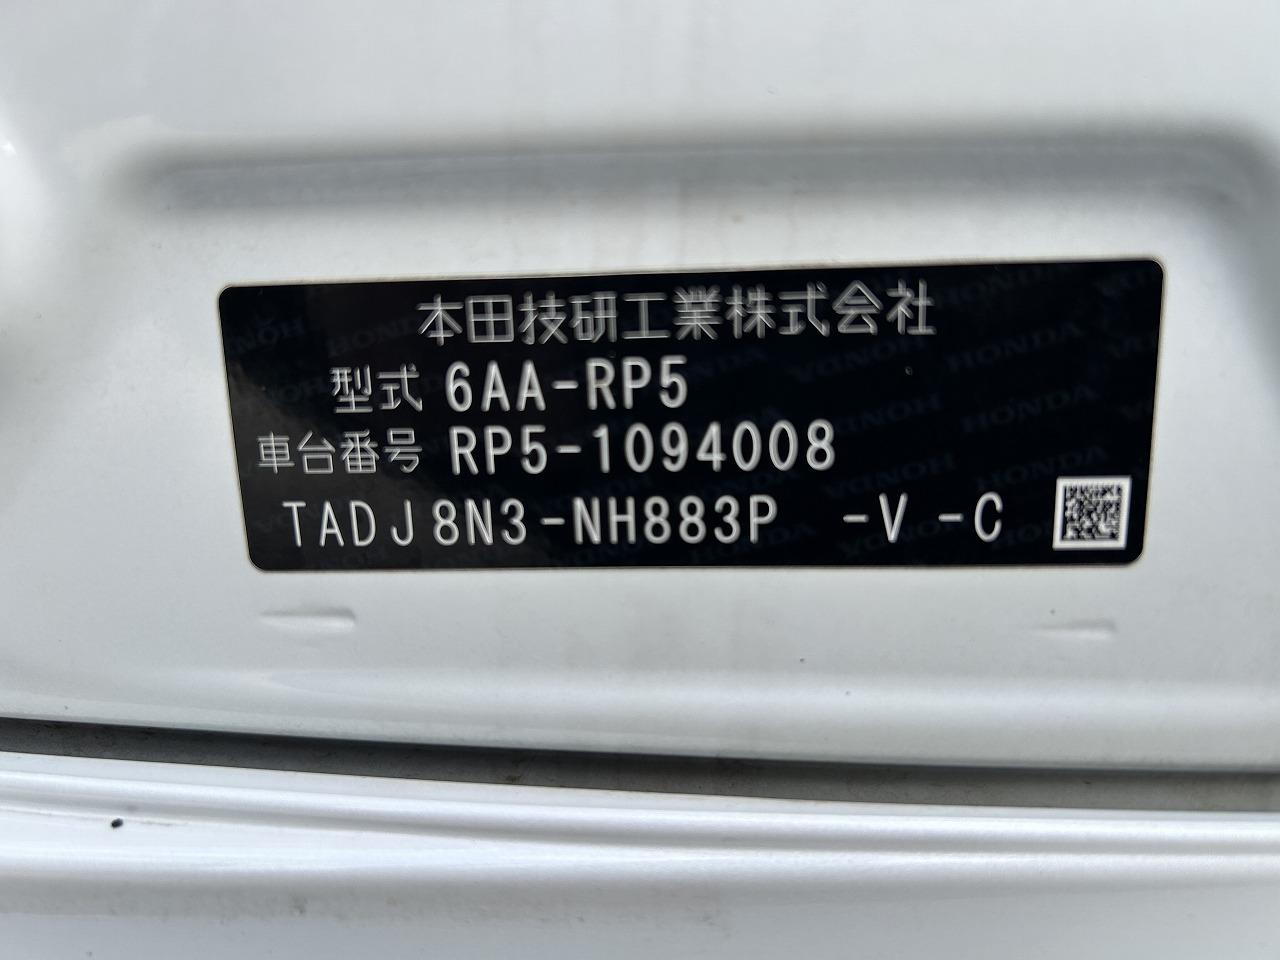 本田技研工業株式会社
型式 6AA-RP5
車台番号 RP5-1094008
TADJ8N3-NH883P -V -C